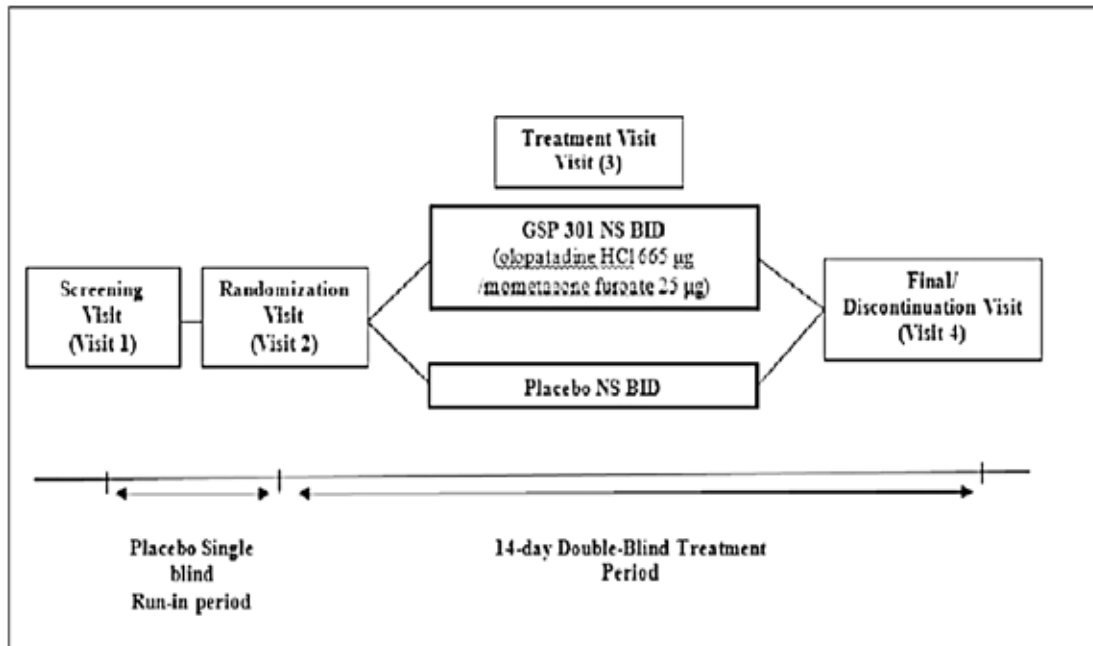 Treatment Visit
Visit (3)
GSP 301 NS BID
(olopatadine HCl 665 µg
/mometasone furoate 25 µg)
Screening
Visit
(Visit 1)
Randomization
Visit
(Visit 2)
Final/
Discontinuation Visit
(Visit 4)
Placebo NS BID
Placebo Single
blind
Run-in period
14-day Double-Blind Treatment
Period